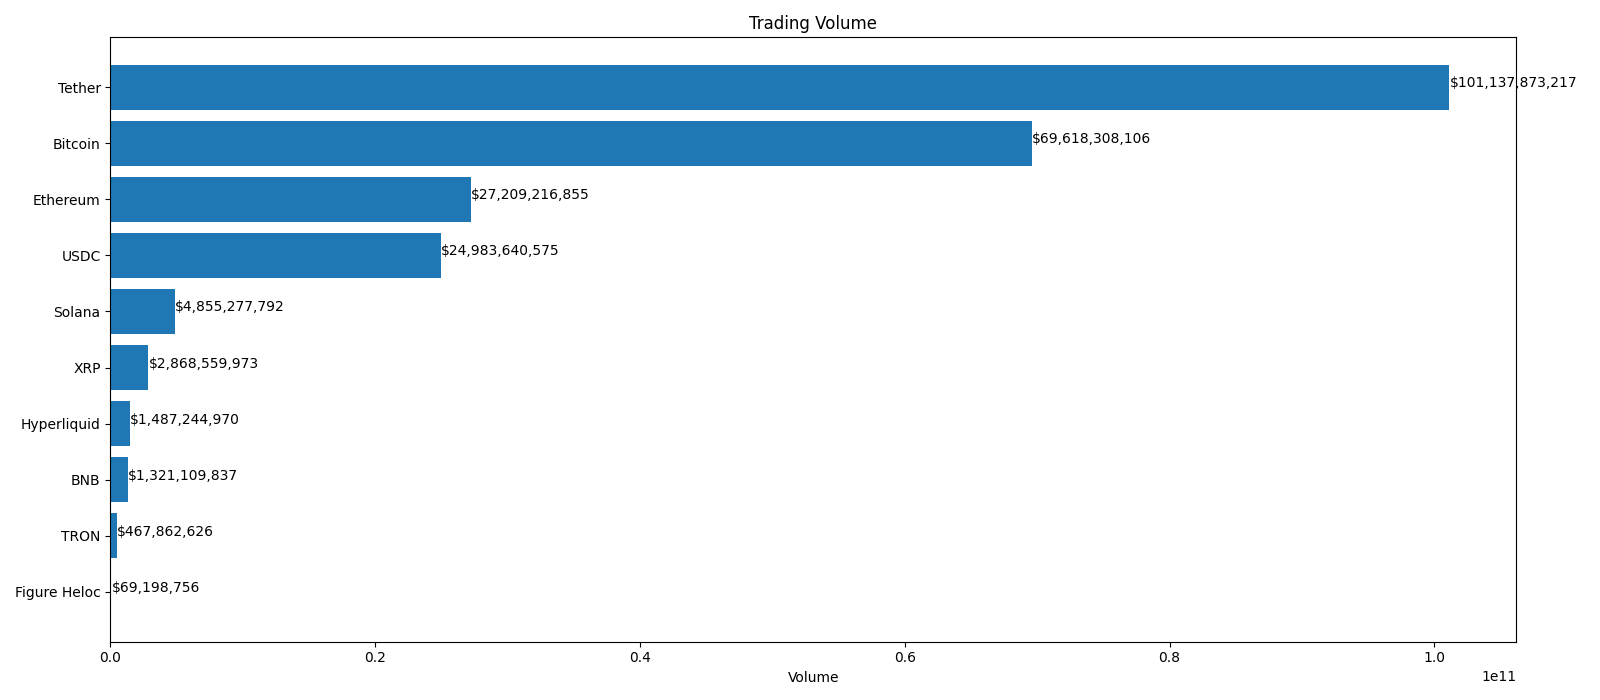 Trading Volume
Tether $101,137,873,217
Bitcoin $69,618,308,106
Ethereum $27,209,216,855
USDC $24,983,640,575
Solana $4,855,277,792
XRP $2,868,559,973
Hyperliquid $1,487,244,970
BNB $1,321,109,837
TRON $467,862,626
Figure Heloc $69,198,756
0.0 0.2 0.4 0.6 0.8 1.0
Volume 1e11